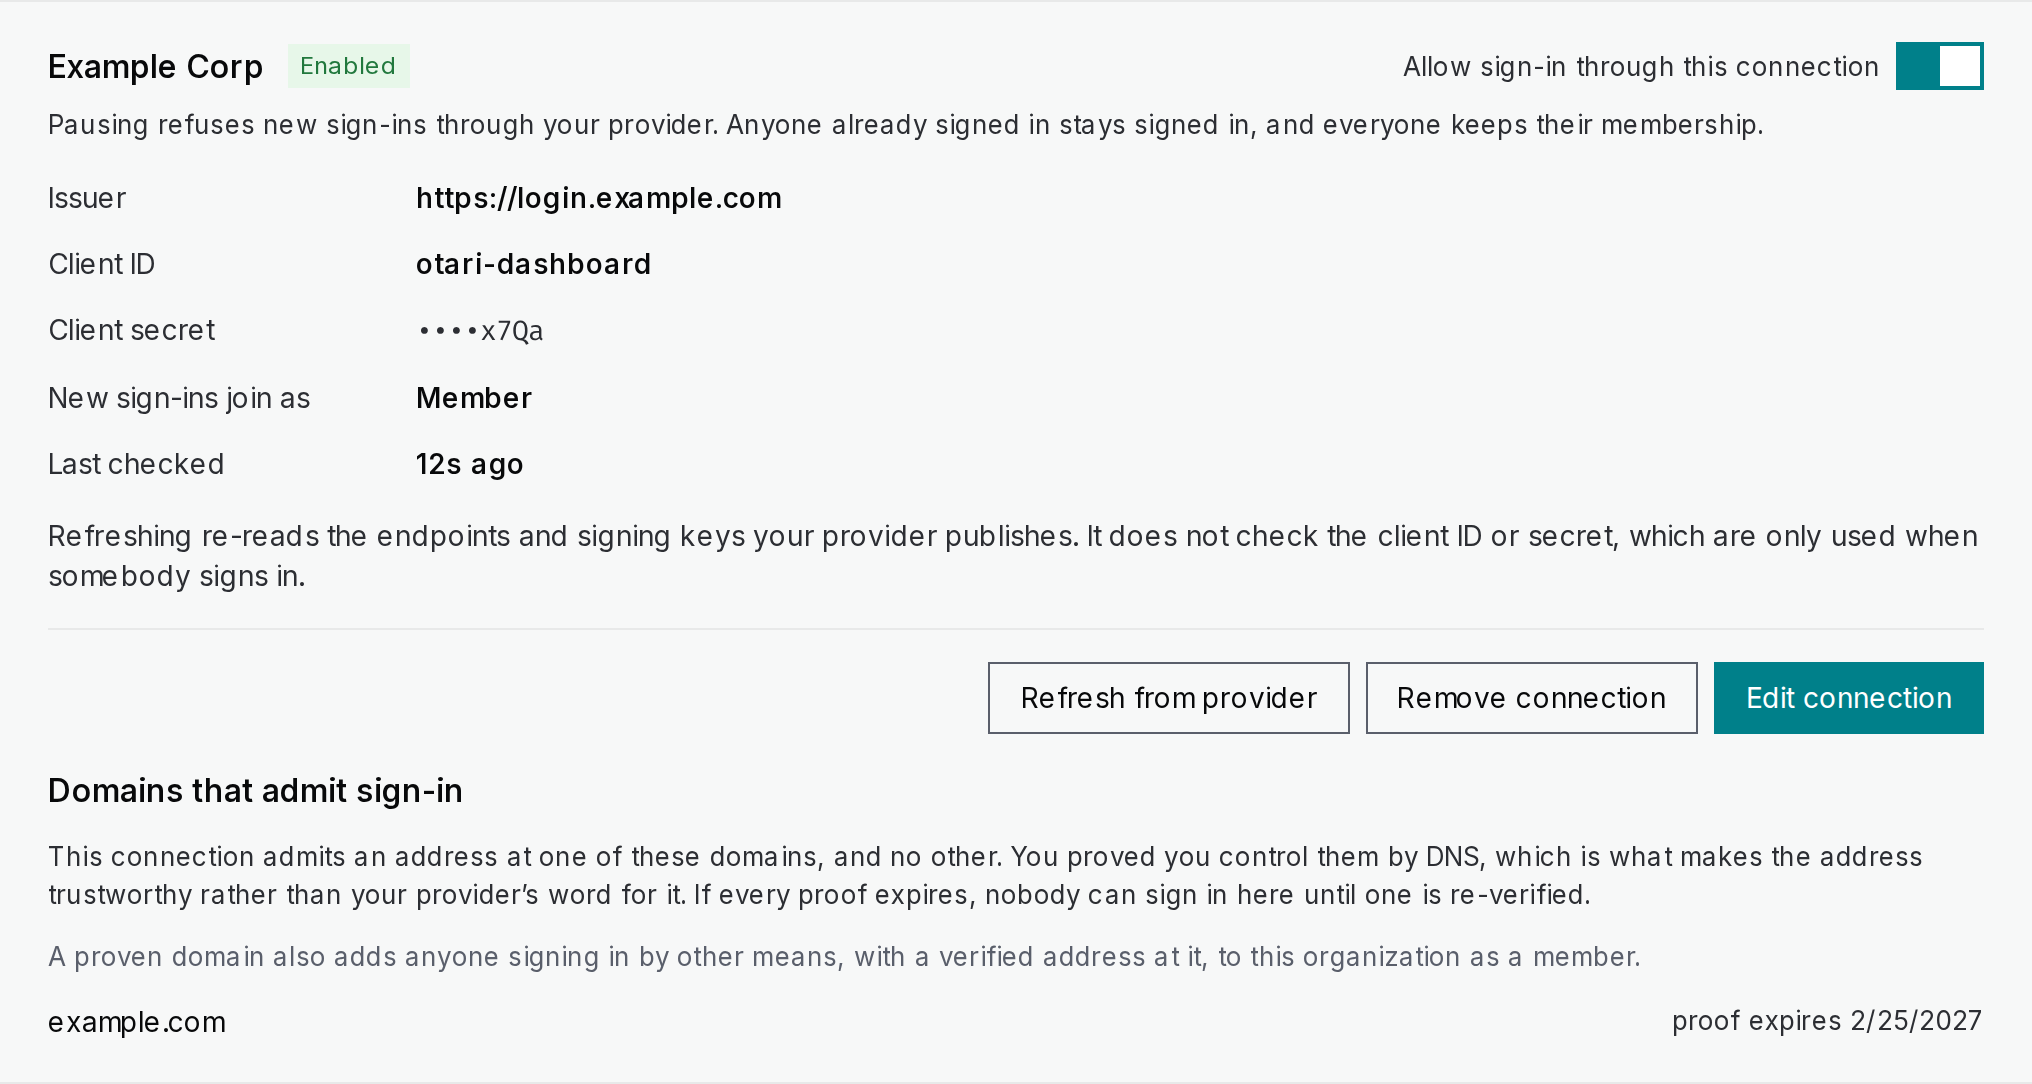 Example Corp Enabled Allow sign-in through this connection
Pausing refuses new sign-ins through your provider. Anyone already signed in stays signed in, and everyone keeps their membership.
Issuer https://login.example.com
Client ID otari-dashboard
Client secret ••••x7Qa
New sign-ins join as Member
Last checked 12s ago
Refreshing re-reads the endpoints and signing keys your provider publishes. It does not check the client ID or secret, which are only used when
somebody signs in.
Refresh from provider Remove connection Edit connection
Domains that admit sign-in
This connection admits an address at one of these domains, and no other. You proved you control them by DNS, which is what makes the address
trustworthy rather than your provider’s word for it. If every proof expires, nobody can sign in here until one is re-verified.
A proven domain also adds anyone signing in by other means, with a verified address at it, to this organization as a member.
example.com proof expires 2/25/2027